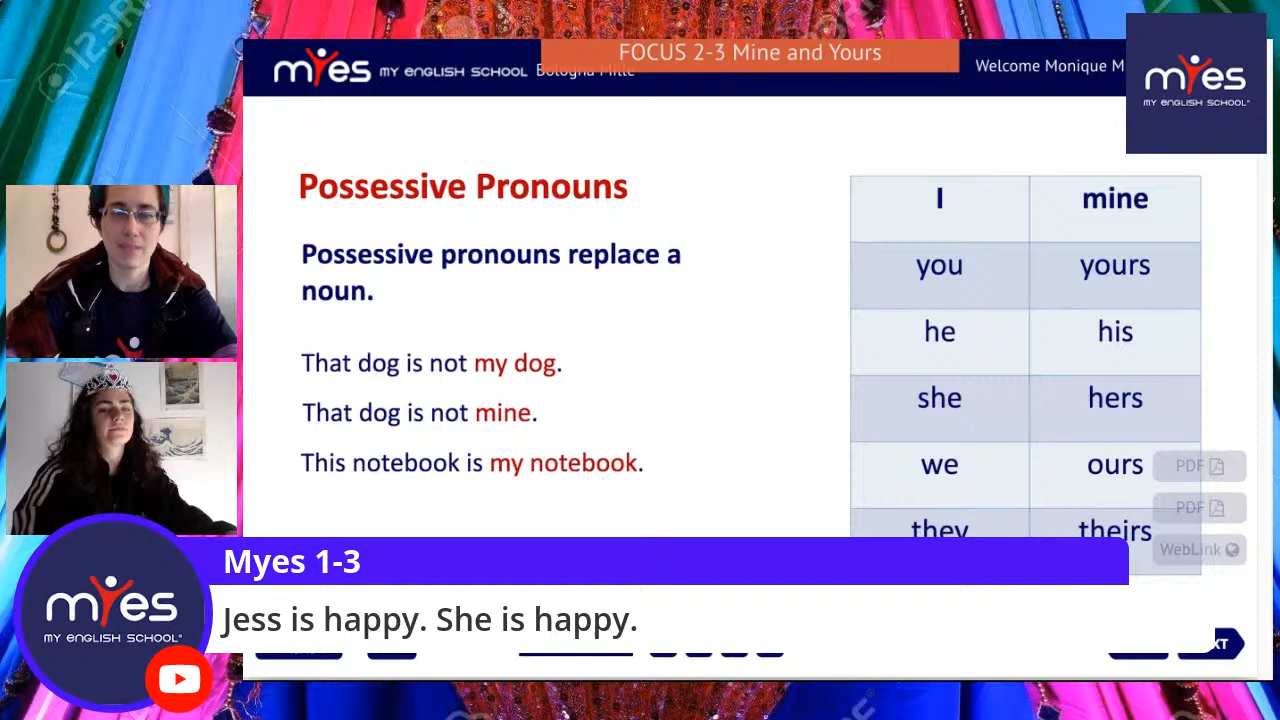 123RF
FOCUS 2-3 Mine and Yours
myes MY ENGLISH SCHOOL Bologna Mille
Welcome Monique M
myes
MY ENGLISH SCHOOL®
Possessive Pronouns
Possessive pronouns replace a
noun.
That dog is not my dog.
That dog is not mine.
This notebook is my notebook.
I mine
you yours
he his
she hers
we ours
they theirs
PDF
PDF
WebLink
Myes 1-3
Jess is happy. She is happy.
myes
MY ENGLISH SCHOOL®
XT